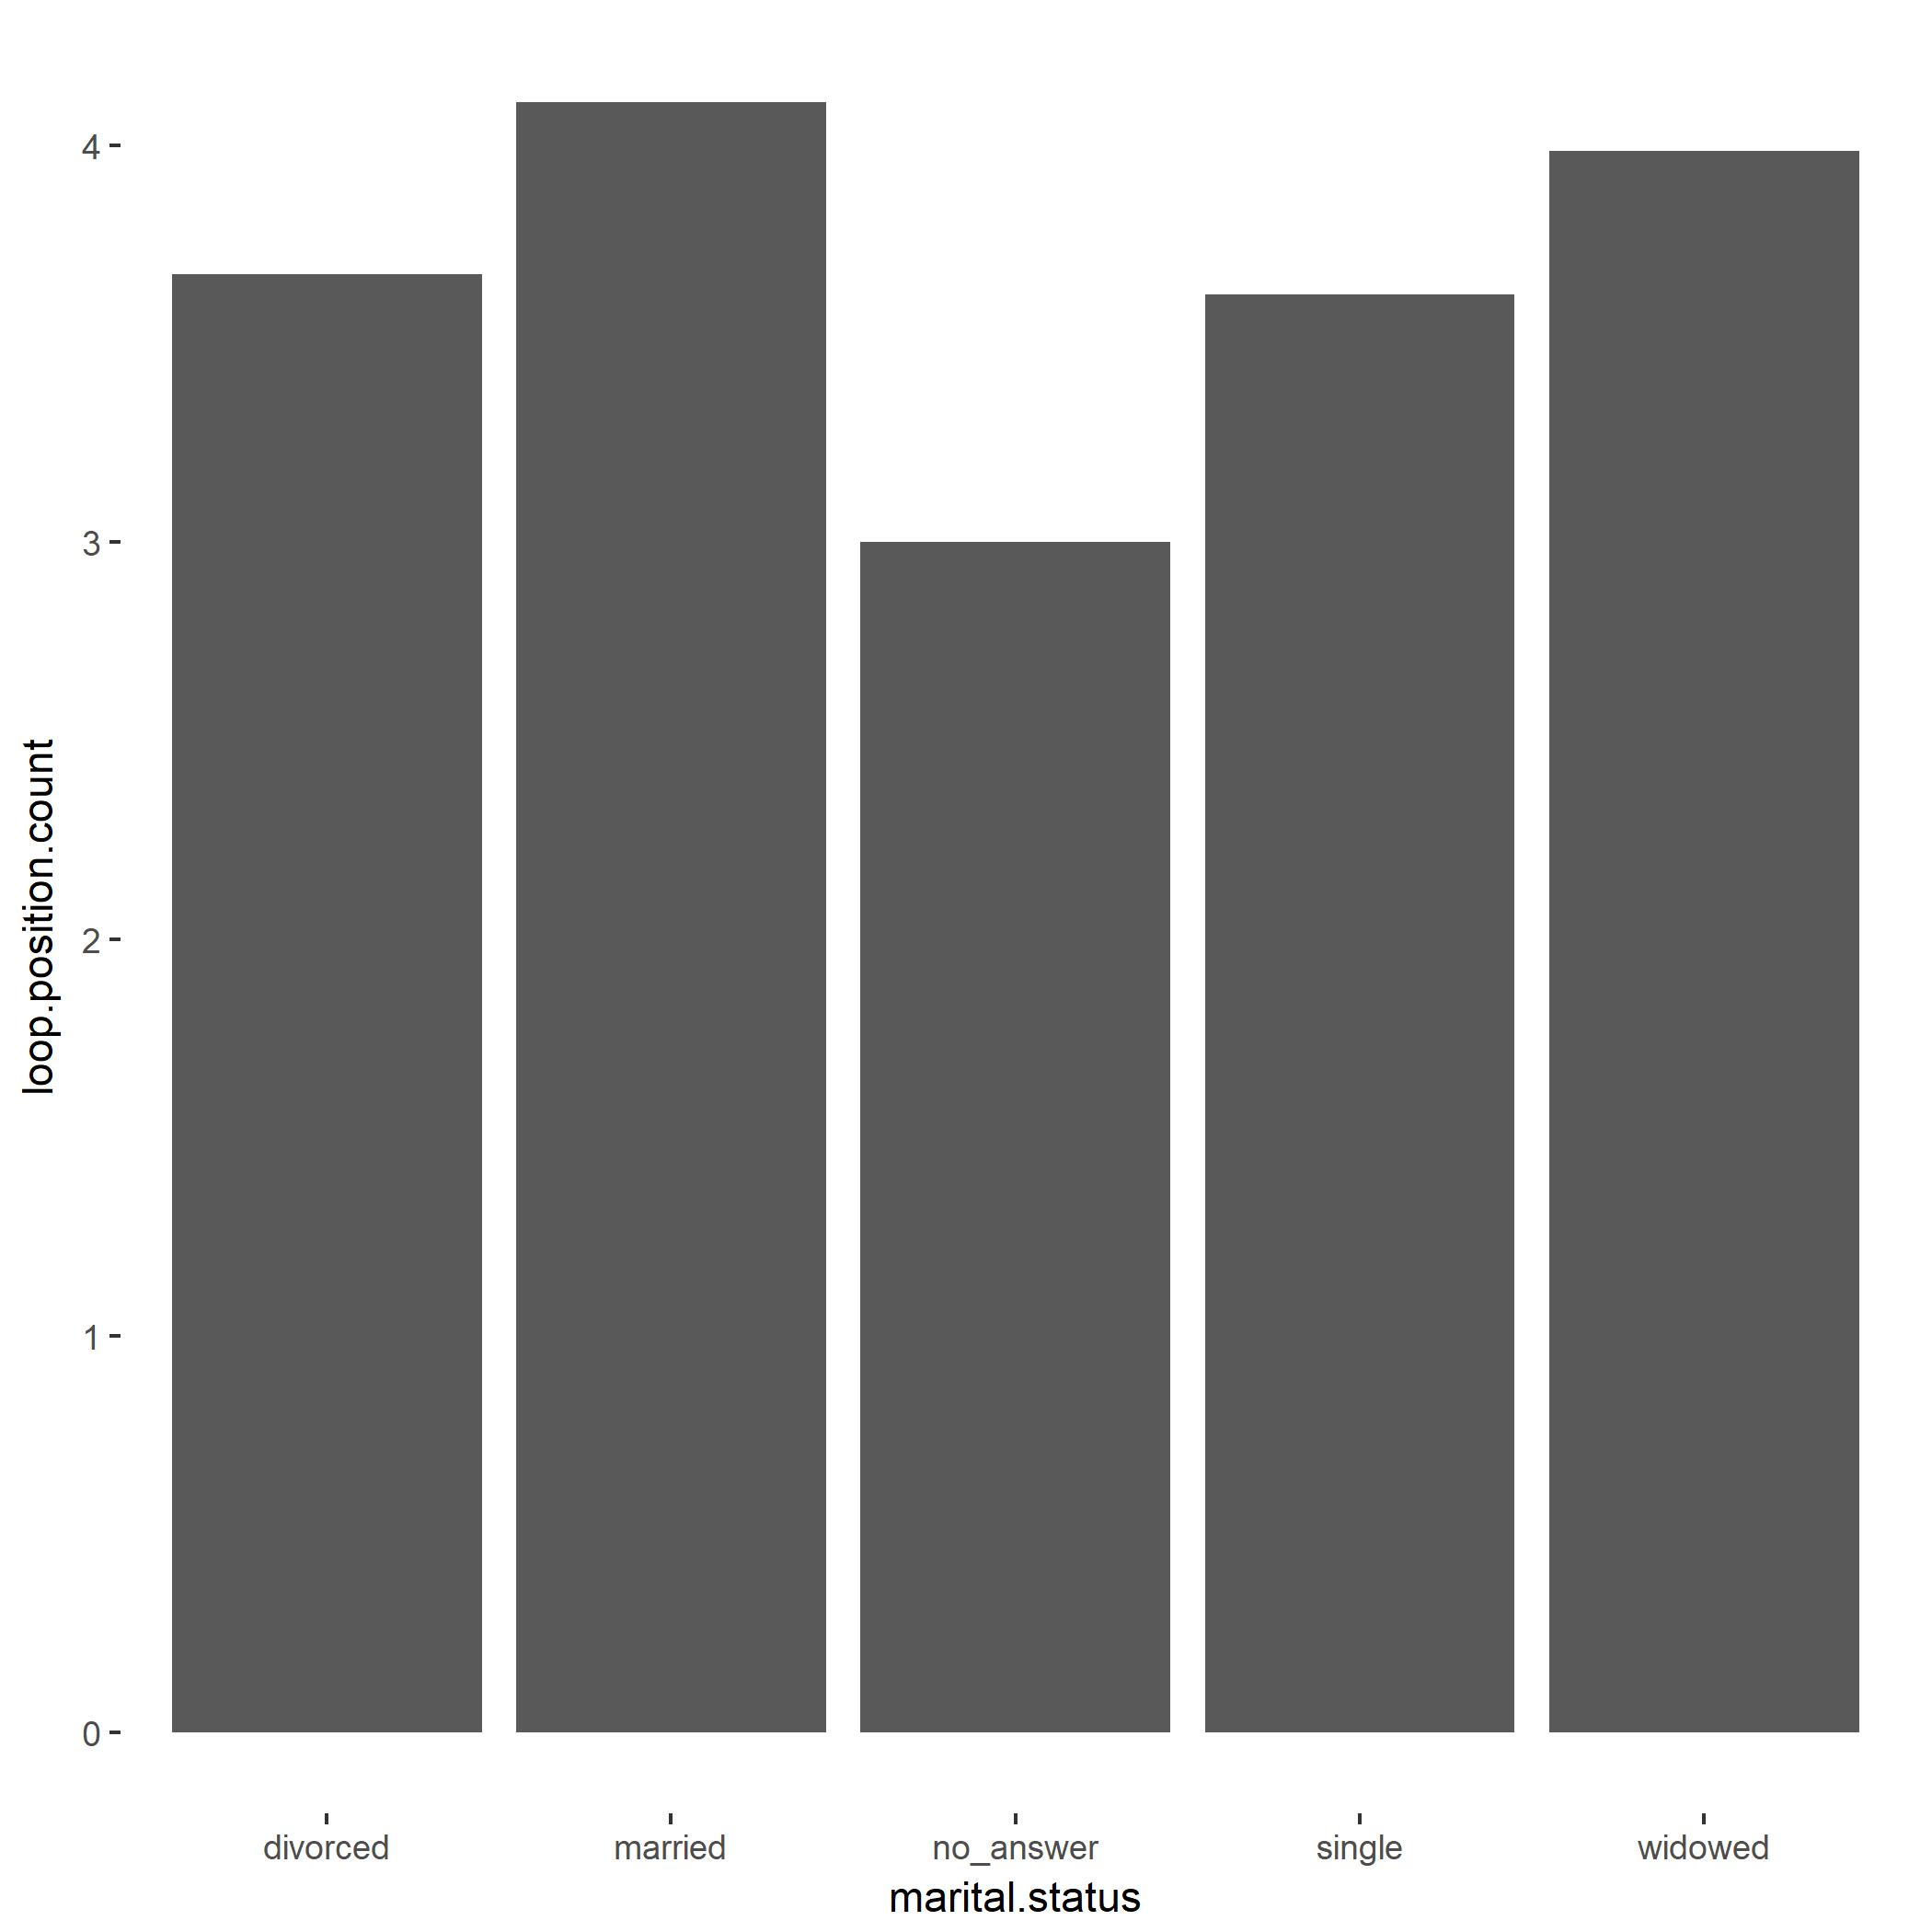 4
3
2
1
0
loop.position.count
divorced married no_answer single widowed
marital.status